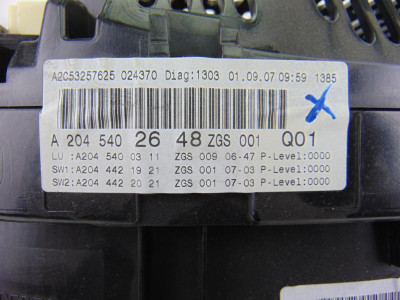 A2C53257625 024370 Diag:1303 01.09.07 09:59 1385
A 204 540 26 48 ZGS 001 Q01
LU :A204 540 03 11 ZGS 009 06-47 P-Level:0000
SW1:A204 442 19 21 ZGS 001 07-03 P-Level:0000
SW2:A204 442 20 21 ZGS 001 07-03 P-Level:0000